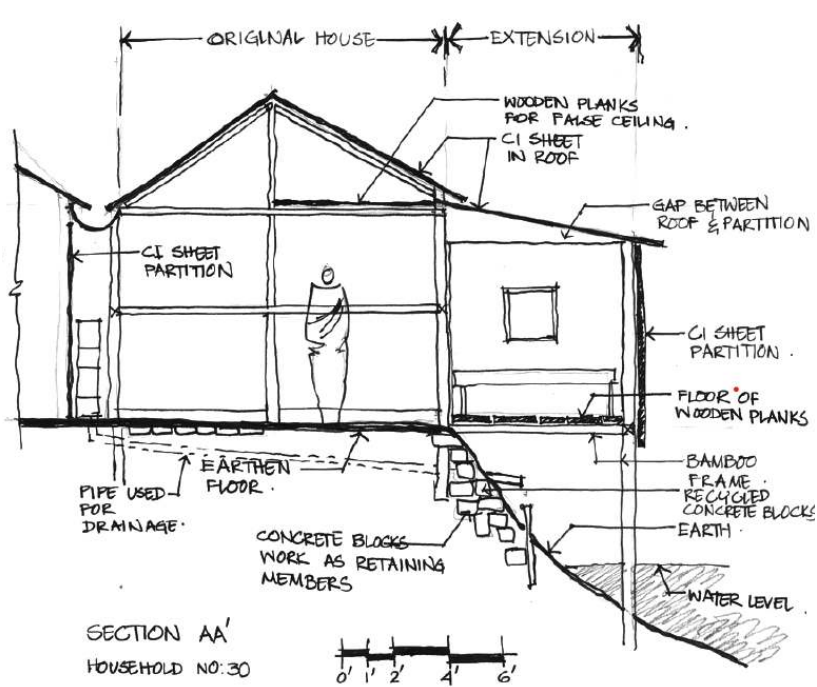 ORIGINAL HOUSE
EXTENSION
WOODEN PLANKS
FOR FALSE CEILING.
CI SHEET
IN ROOF
GAP BETWEEN
ROOF & PARTITION
CI SHEET
PARTITION
CI SHEET
PARTITION.
FLOOR OF
WOODEN PLANKS
BAMBOO
FRAME.
RECYCLED
CONCRETE BLOCKS
EARTH.
WATER LEVEL.
EARTHEN
FLOOR.
PIPE USED
FOR
DRAINAGE.
CONCRETE BLOCKS
WORK AS RETAINING
MEMBERS
SECTION AA'
HOUSEHOLD NO:30
0' 1' 2' 4' 6'